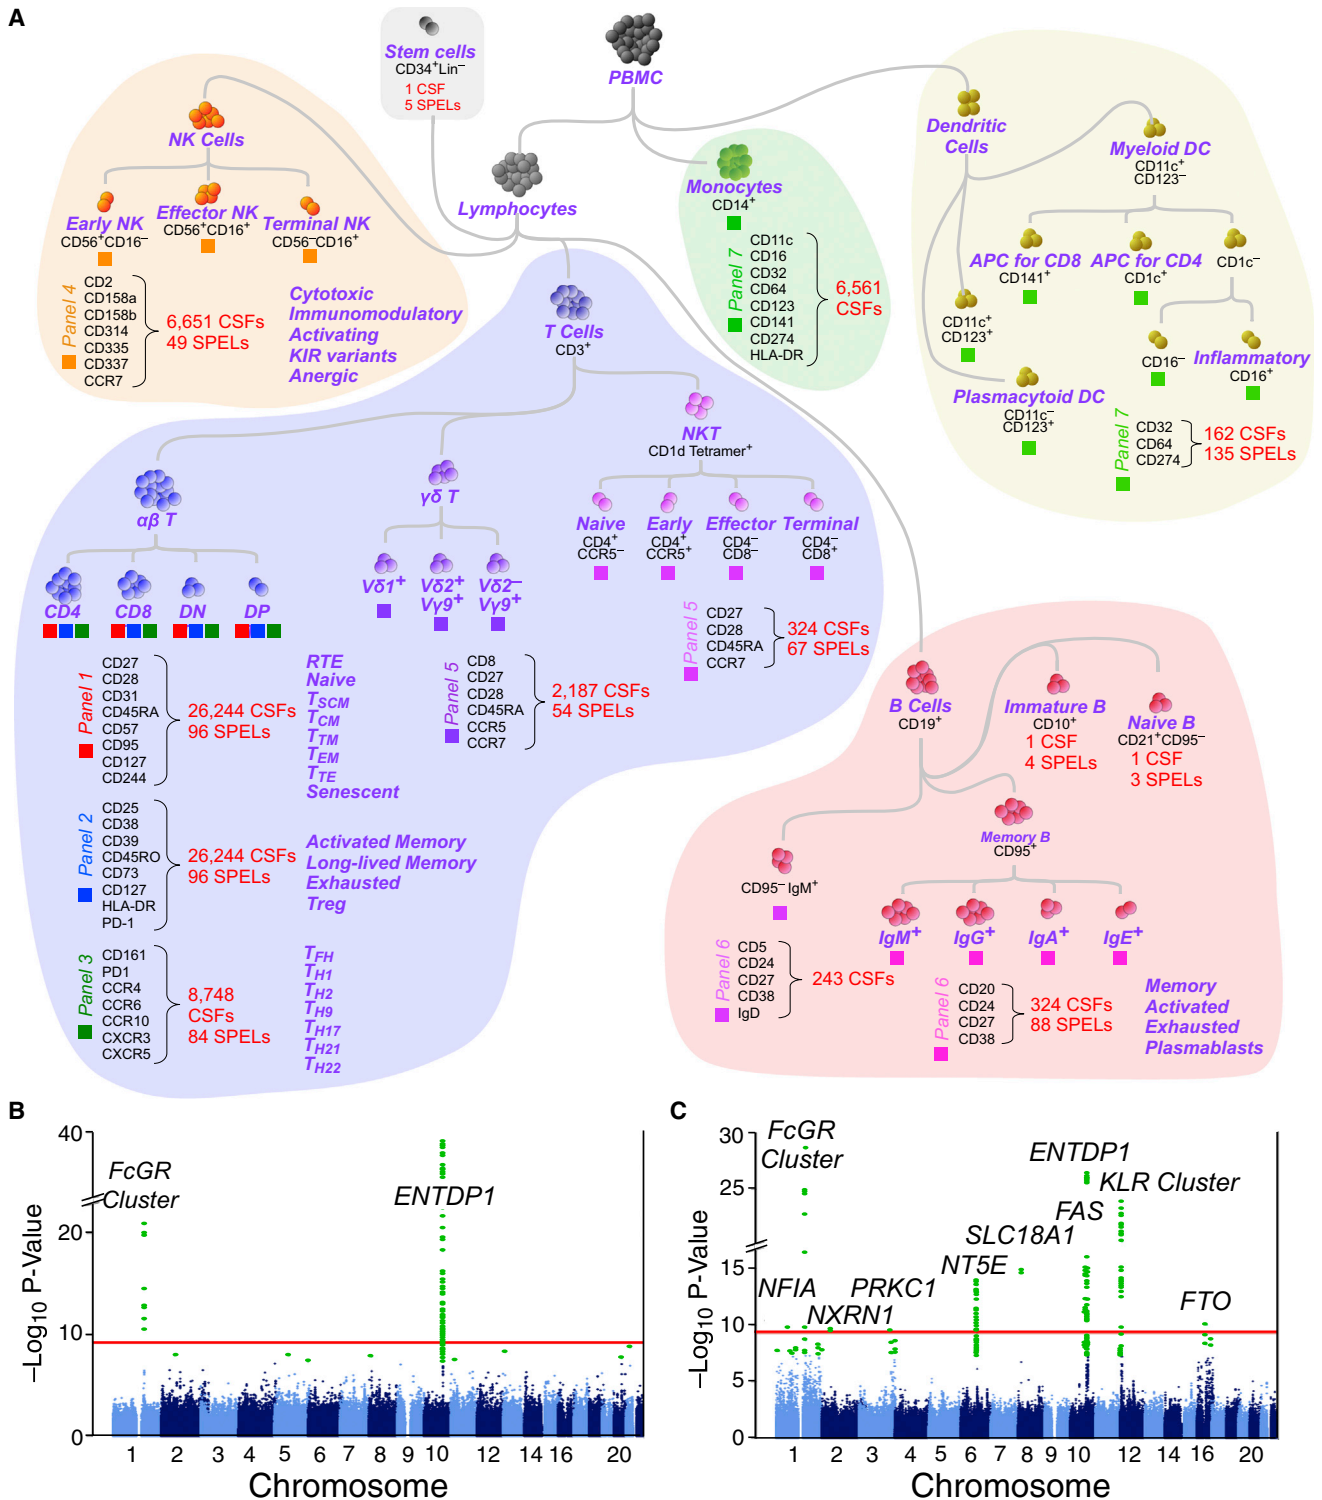 A
Stem cells
CD34+Lin−
1 CSF
5 SPELs
PBMC
NK Cells
Early NK
CD56+CD16−
Effector NK
CD56+CD16+
Terminal NK
CD56−CD16+
Panel 4
CD2
CD158a
CD158b
CD314
CD335
CD337
CCR7
6,651 CSFs
49 SPELs
Cytotoxic
Immunomodulatory
Activating
KIR variants
Anergic
Lymphocytes
Monocytes
CD14+
Panel 7
CD11c
CD16
CD32
CD64
CD123
CD141
CD274
HLA-DR
6,561
CSFs
Dendritic
Cells
Myeloid DC
CD11c+
CD123−
APC for CD8
CD141+
APC for CD4
CD1c+
CD1c−
CD11c+
CD123+
CD16−
Inflammatory
CD16+
Plasmacytoid DC
CD11c−
CD123+
Panel 7
CD32
CD64
CD274
162 CSFs
135 SPELs
T Cells
CD3+
αβ T
γδ T
NKT
CD1d Tetramer+
Naive
CD4+
CCR5−
Early
CD4+
CCR5+
Effector
CD4−
CD8−
Terminal
CD4−
CD8+
CD4
CD8
DN
DP
Vδ1+
Vδ2+
Vγ9+
Vδ2−
Vγ9+
Panel 5
CD27
CD28
CD45RA
CCR7
324 CSFs
67 SPELs
Panel 5
CD8
CD27
CD28
CD45RA
CCR5
CCR7
2,187 CSFs
54 SPELs
Panel 1
CD27
CD28
CD31
CD45RA
CD57
CD95
CD127
CD244
26,244 CSFs
96 SPELs
RTE
Naive
TSCM
TCM
TTM
TEM
TTE
Senescent
Panel 2
CD25
CD38
CD39
CD45RO
CD73
CD127
HLA-DR
PD-1
26,244 CSFs
96 SPELs
Activated Memory
Long-lived Memory
Exhausted
Treg
Panel 3
CD161
PD1
CCR4
CCR6
CCR10
CXCR3
CXCR5
8,748
CSFs
84 SPELs
TFH
TH1
TH2
TH9
TH17
TH21
TH22
B Cells
CD19+
Immature B
CD10+
1 CSF
4 SPELs
Naive B
CD21+CD95−
1 CSF
3 SPELs
Memory B
CD95+
CD95− IgM+
IgM+
IgG+
IgA+
IgE+
Panel 6
CD5
CD24
CD27
CD38
IgD
243 CSFs
Panel 6
CD20
CD24
CD27
CD38
324 CSFs
88 SPELs
Memory
Activated
Exhausted
Plasmablasts
B
−Log10 P-Value
40
20
10
0
FcGR
Cluster
ENTDP1
1 2 3 4 5 6 7 8 9 10 12 14 16 20
Chromosome
C
−Log10 P-Value
30
25
15
10
5
0
FcGR
Cluster
ENTDP1
KLR Cluster
FAS
SLC18A1
NT5E
NFIA
PRKC1
NXRN1
FTO
1 2 3 4 5 6 7 8 9 10 12 14 16 20
Chromosome